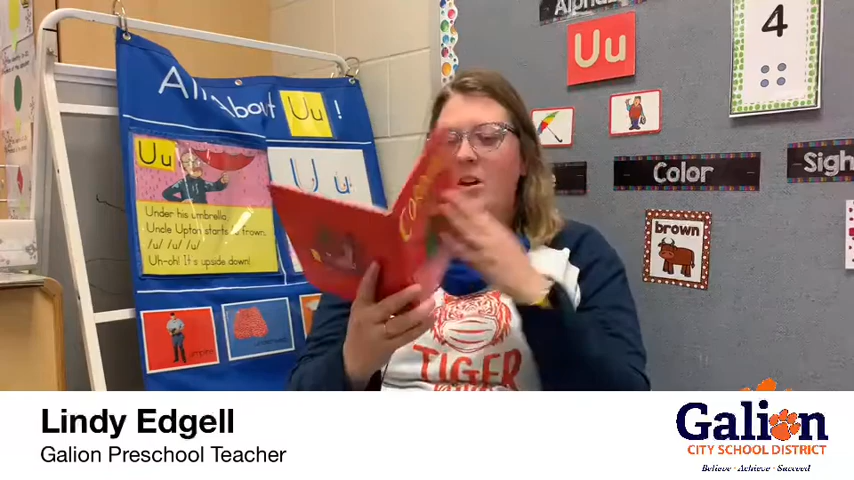 All About Uu !
Uu
U u
Under his umbrella,
Uncle Upton starts to frown.
/u/ /u/ /u/
Uh-oh! It's upside down.
umpire
Uu
4
Color
brown
TIGER
Lindy Edgell
Galion Preschool Teacher
Galion
CITY SCHOOL DISTRICT
Believe · Achieve · Succeed